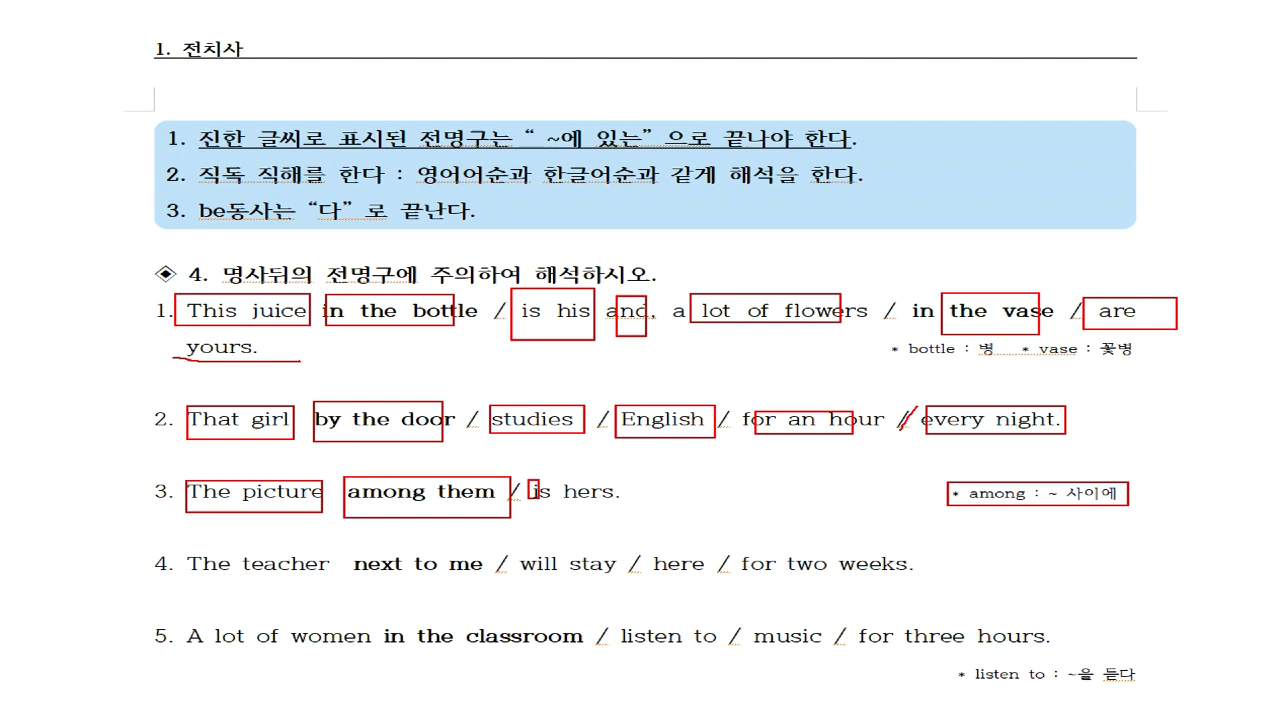 1. 전치사
1. 진한 글씨로 표시된 전명구는 “ ~에 있는” 으로 끝나야 한다.
2. 직독 직해를 한다 : 영어어순과 한글어순과 같게 해석을 한다.
3. be동사는 “다” 로 끝난다.
◈ 4. 명사뒤의 전명구에 주의하여 해석하시오.
1. This juice in the bottle / is his and, a lot of flowers / in the vase / are
yours.
* bottle : 병 * vase : 꽃병
2. That girl by the door / studies / English / for an hour / every night.
3. The picture among them / is hers.
* among : ~ 사이에
4. The teacher next to me / will stay / here / for two weeks.
5. A lot of women in the classroom / listen to / music / for three hours.
* listen to : ~을 듣다